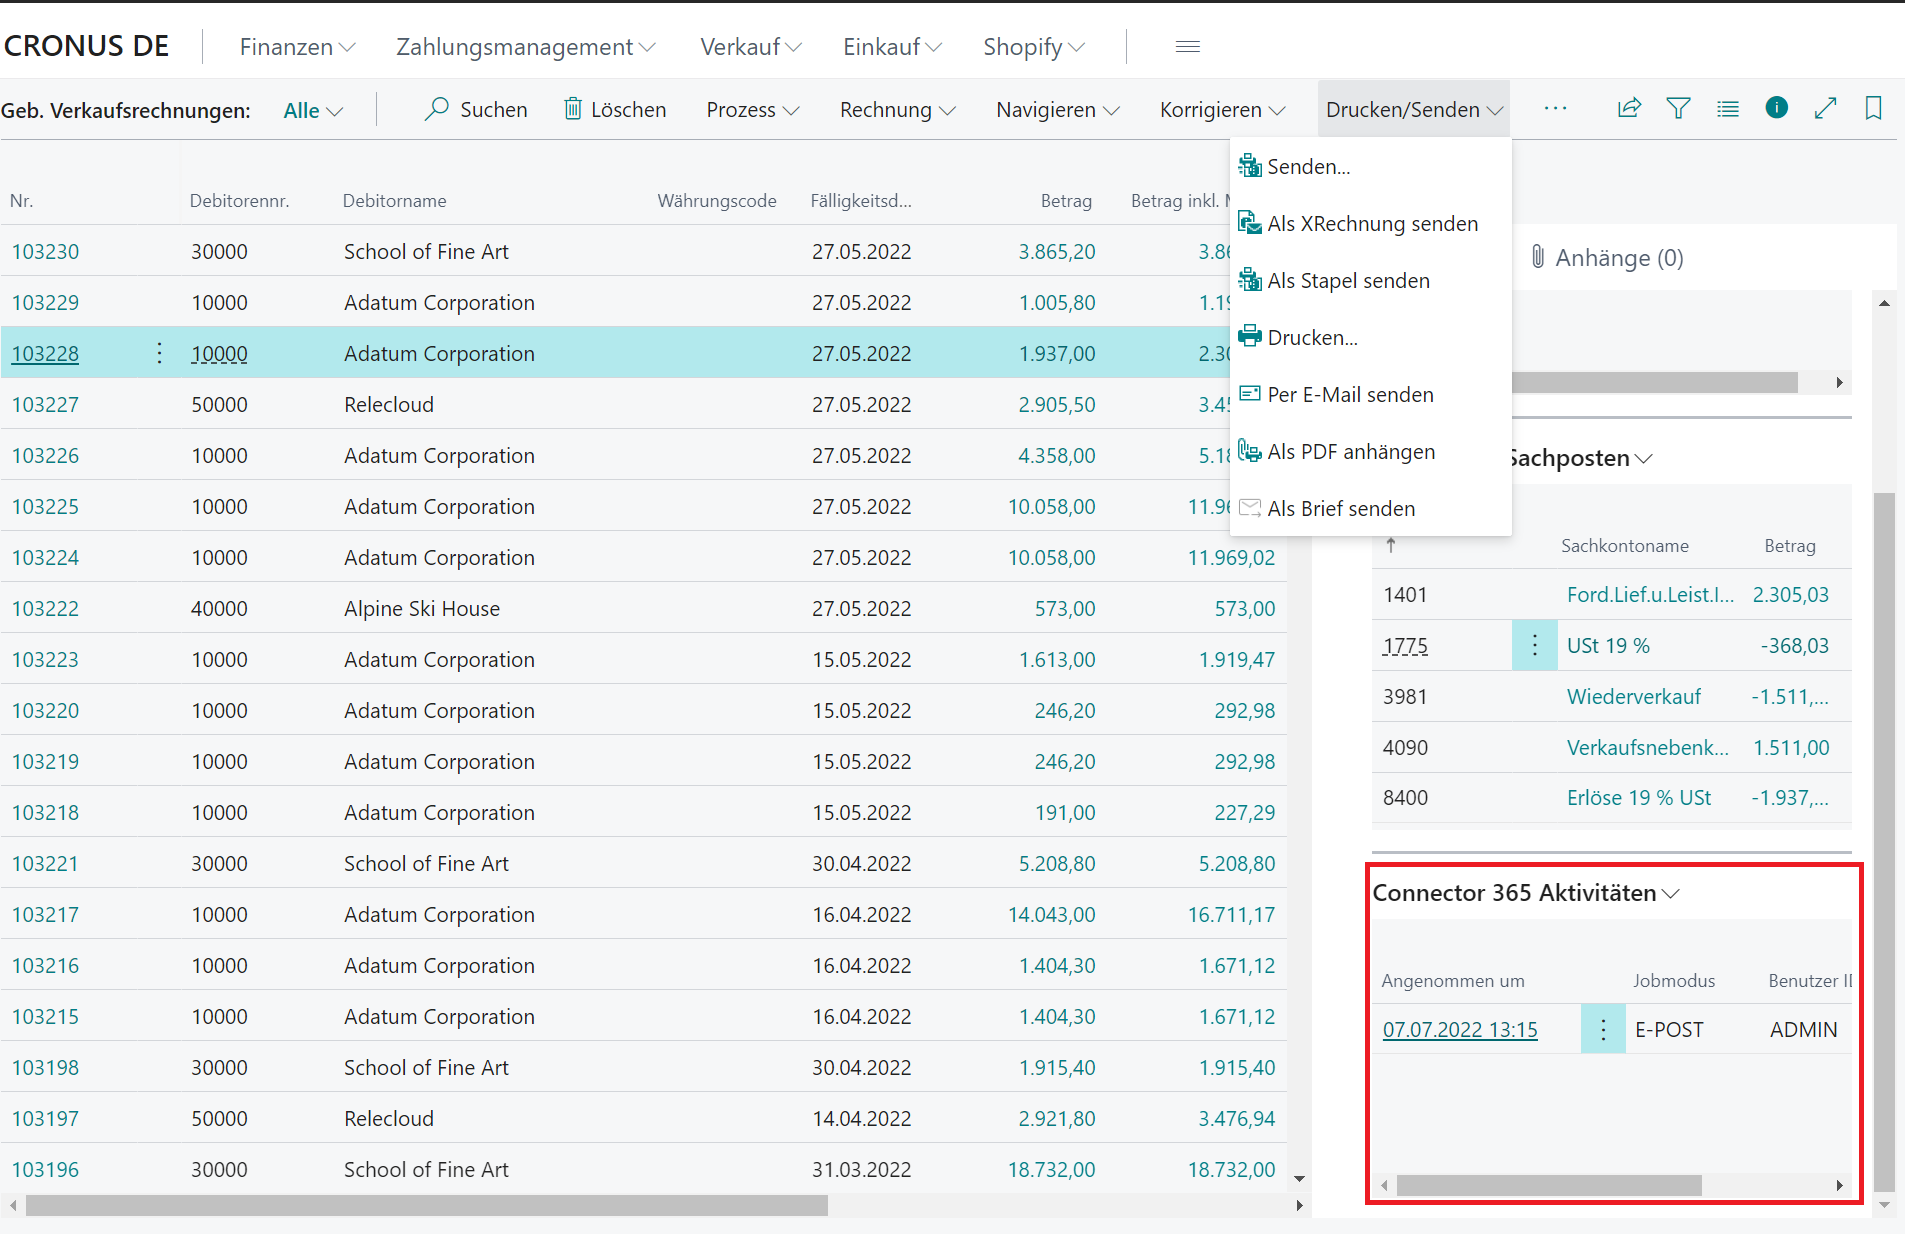 CRONUS DE Finanzen Zahlungsmanagement Verkauf Einkauf Shopify
Geb. Verkaufsrechnungen: Alle Suchen Löschen Prozess Rechnung Navigieren Korrigieren Drucken/Senden ...
Senden...
Als XRechnung senden
Als Stapel senden
Drucken...
Per E-Mail senden
Als PDF anhängen
Als Brief senden
Nr. Debitorennr. Debitorname Währungscode Fälligkeitsd... Betrag Betrag inkl.
103230 30000 School of Fine Art 27.05.2022 3.865,20 3.86
103229 10000 Adatum Corporation 27.05.2022 1.005,80 1.19
103228 10000 Adatum Corporation 27.05.2022 1.937,00 2.30
103227 50000 Relecloud 27.05.2022 2.905,50 3.45
103226 10000 Adatum Corporation 27.05.2022 4.358,00 5.18
103225 10000 Adatum Corporation 27.05.2022 10.058,00 11.96
103224 10000 Adatum Corporation 27.05.2022 10.058,00 11.969,02
103222 40000 Alpine Ski House 27.05.2022 573,00 573,00
103223 10000 Adatum Corporation 15.05.2022 1.613,00 1.919,47
103220 10000 Adatum Corporation 15.05.2022 246,20 292,98
103219 10000 Adatum Corporation 15.05.2022 246,20 292,98
103218 10000 Adatum Corporation 15.05.2022 191,00 227,29
103221 30000 School of Fine Art 30.04.2022 5.208,80 5.208,80
103217 10000 Adatum Corporation 16.04.2022 14.043,00 16.711,17
103216 10000 Adatum Corporation 16.04.2022 1.404,30 1.671,12
103215 10000 Adatum Corporation 16.04.2022 1.404,30 1.671,12
103198 30000 School of Fine Art 30.04.2022 1.915,40 1.915,40
103197 50000 Relecloud 14.04.2022 2.921,80 3.476,94
103196 30000 School of Fine Art 31.03.2022 18.732,00 18.732,00
Anhänge (0)
Sachposten
Sachkontoname Betrag
1401 Ford.Lief.u.Leist.I... 2.305,03
1775 USt 19 % -368,03
3981 Wiederverkauf -1.511,...
4090 Verkaufsnebenk... 1.511,00
8400 Erlöse 19 % USt -1.937,...
Connector 365 Aktivitäten
Angenommen um Jobmodus Benutzer ID
07.07.2022 13:15 E-POST ADMIN